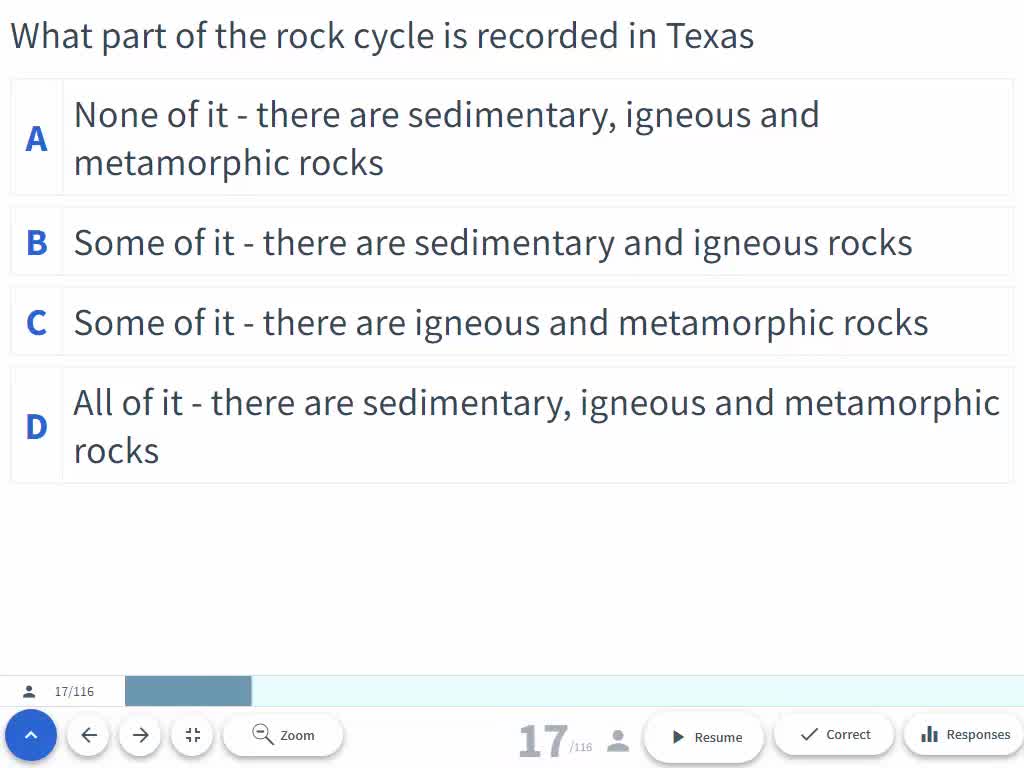 What part of the rock cycle is recorded in Texas
A
None of it - there are sedimentary, igneous and
metamorphic rocks
B
Some of it - there are sedimentary and igneous rocks
C
Some of it - there are igneous and metamorphic rocks
D
All of it - there are sedimentary, igneous and metamorphic
rocks
17/116
Zoom
17/116
Resume
Correct
Responses